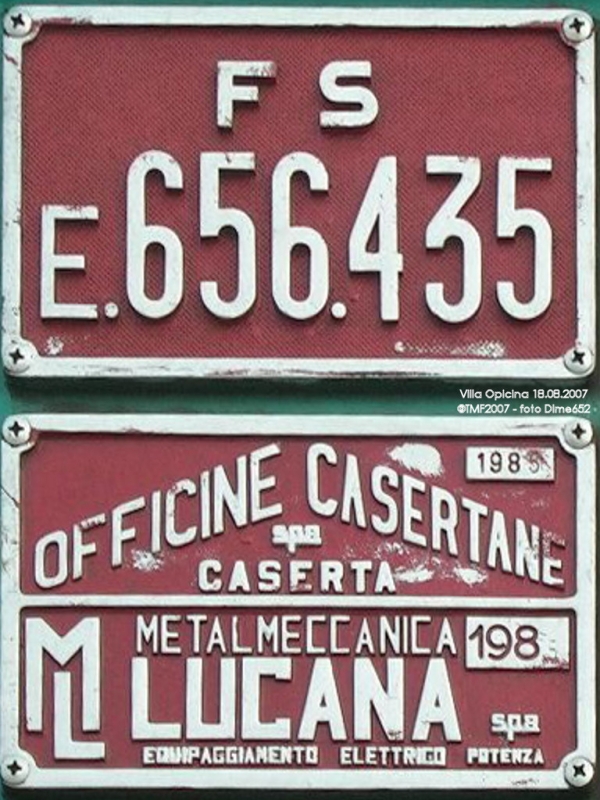 F S
E.656.435
Villa Opicina 18.08.2007
©TMF2007 - foto Dime652
OFFICINE CASERTANE
spa
CASERTA
METALMECCANICA
198
ML
LUCANA
spa
EQUIPAGGIAMENTO ELETTRICO POTENZA